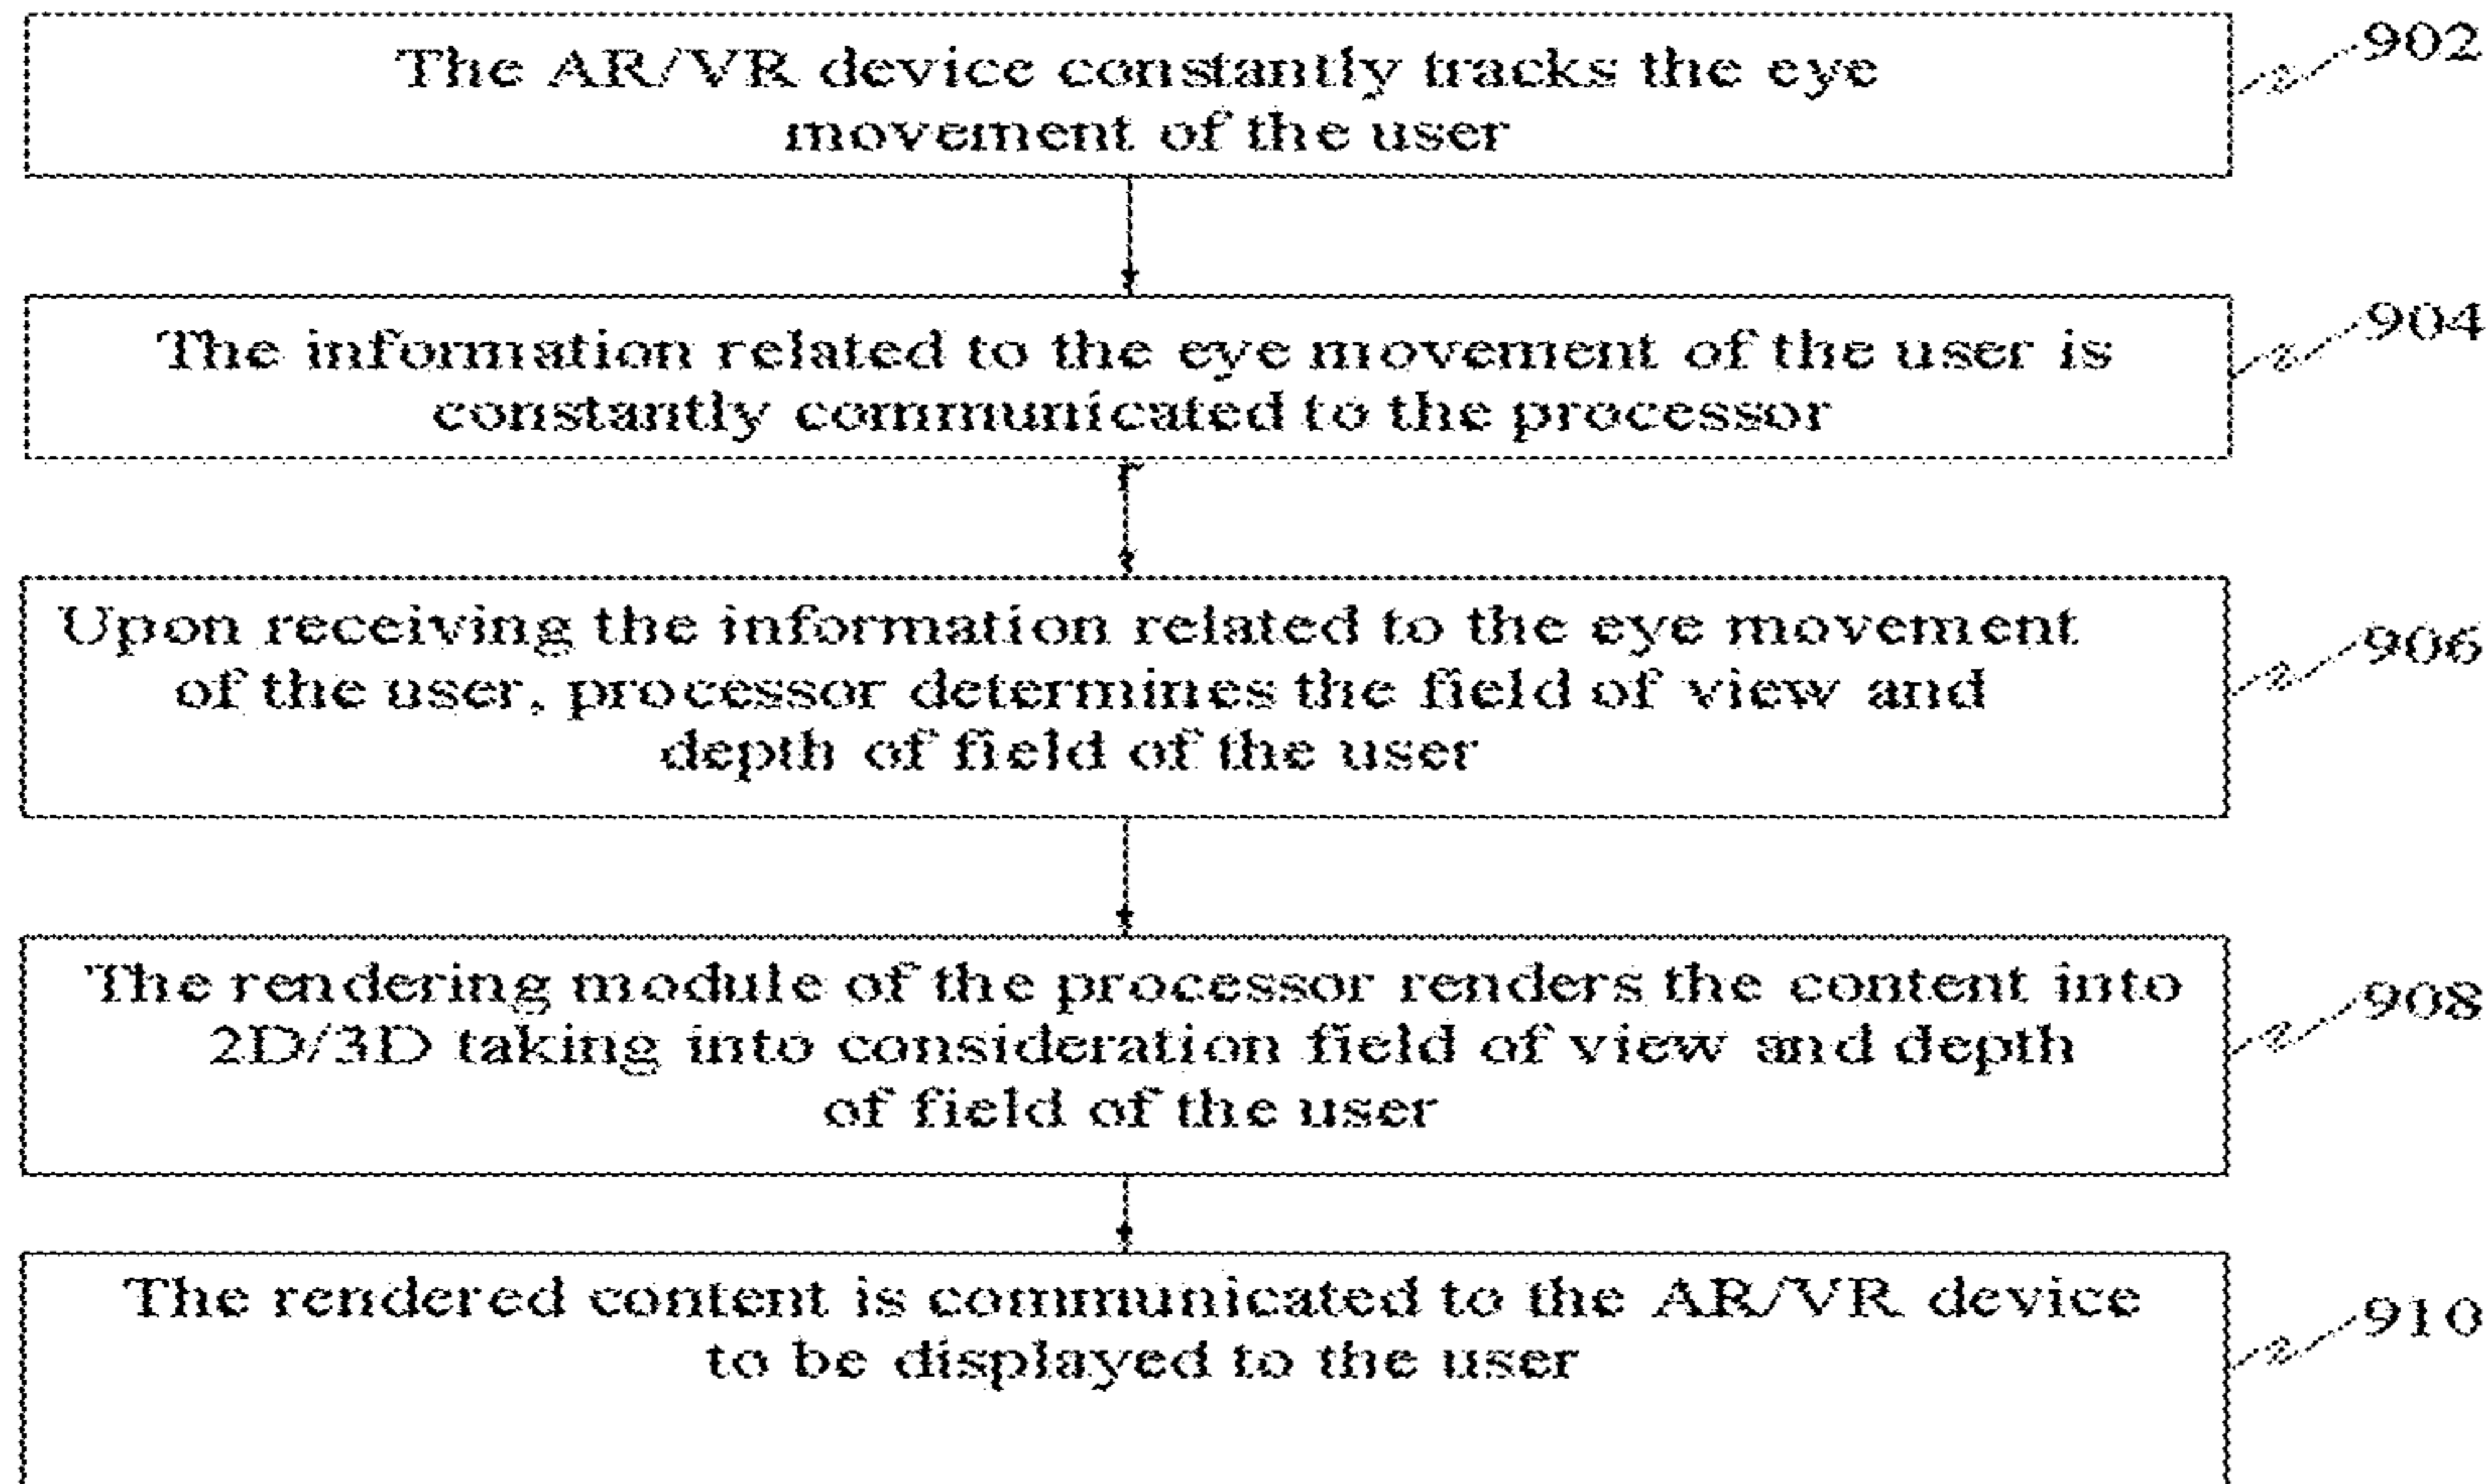 The AR/VR device constantly tracks the eye
movement of the user
902
The information related to the eye movement of the user is
constantly communicated to the processor
904
Upon receiving the information related to the eye movement
of the user, processor determines the field of view and
depth of field of the user
906
The rendering module of the processor renders the content into
2D/3D taking into consideration field of view and depth
of field of the user
908
The rendered content is communicated to the AR/VR device
to be displayed to the user
910